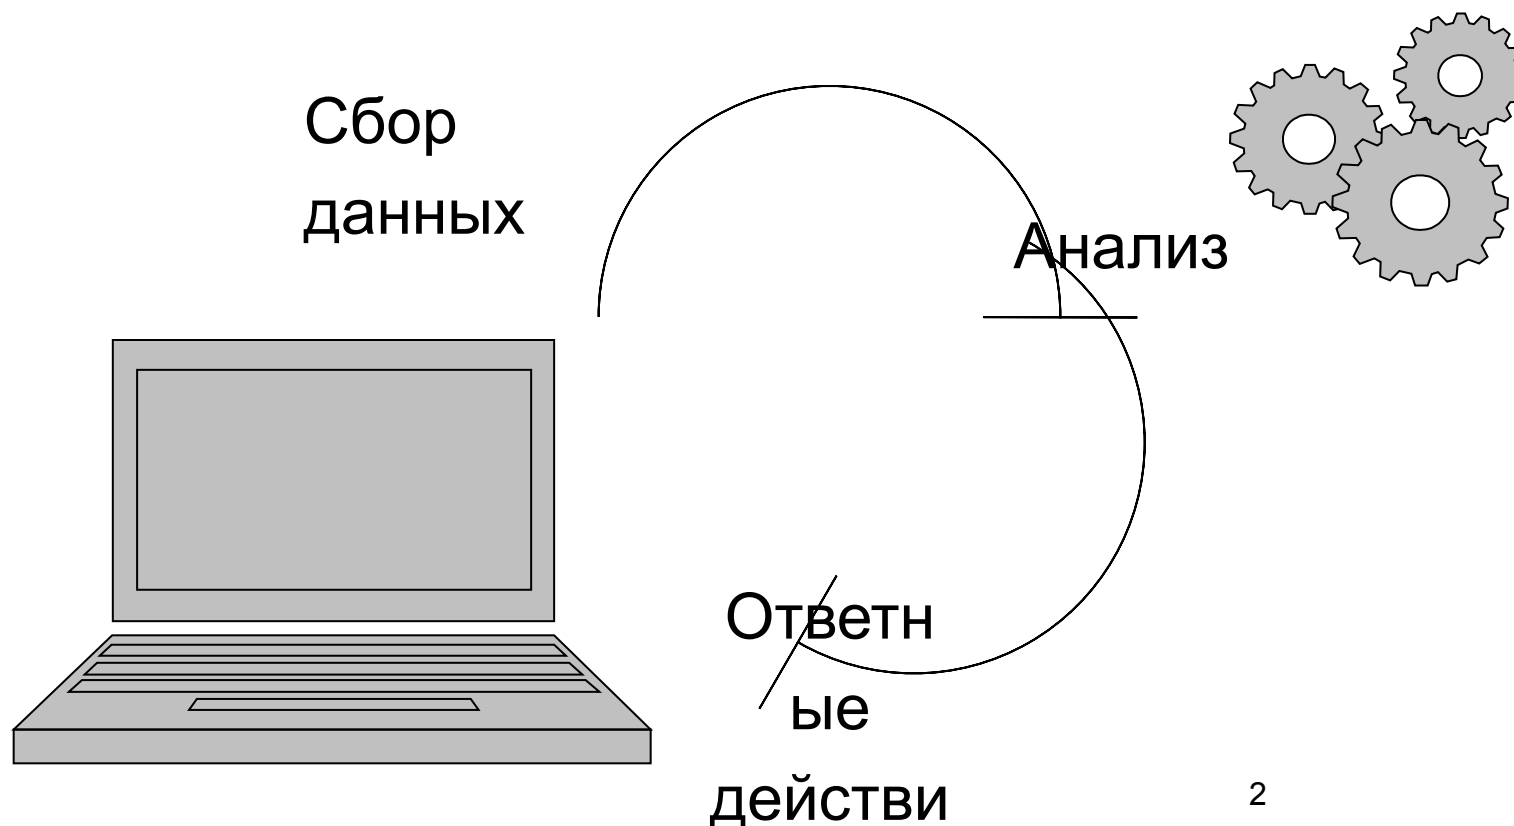 Сбор
данных
Анализ
Ответн
ые
действи
2